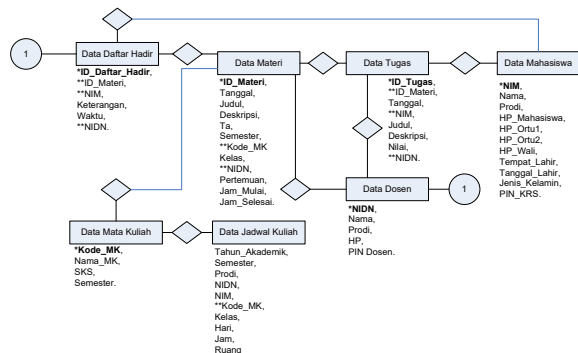 1
Data Daftar Hadir
*ID_Daftar_Hadir,
**ID_Materi,
**NIM,
Keterangan,
Waktu,
**NIDN.
Data Materi
*ID_Materi,
Tanggal,
Judul,
Deskripsi,
Ta,
Semester,
**Kode_MK
Kelas,
**NIDN,
Pertemuan,
Jam_Mulai,
Jam_Selesai.
Data Tugas
*ID_Tugas,
**ID_Materi,
Tanggal,
**NIM,
Judul,
Deskripsi,
Nilai,
**NIDN.
Data Mahasiswa
*NIM,
Nama,
Prodi,
HP_Mahasiswa,
HP_Ortu1,
HP_Ortu2,
HP_Wali,
Tempat_Lahir,
Tanggal_Lahir,
Jenis_Kelamin,
PIN_KRS.
Data Dosen
*NIDN,
Nama,
Prodi,
HP,
PIN Dosen.
1
Data Mata Kuliah
*Kode_MK,
Nama_MK,
SKS,
Semester.
Data Jadwal Kuliah
Tahun_Akademik,
Semester,
Prodi,
NIDN,
NIM,
**Kode_MK,
Kelas,
Hari,
Jam,
Ruang